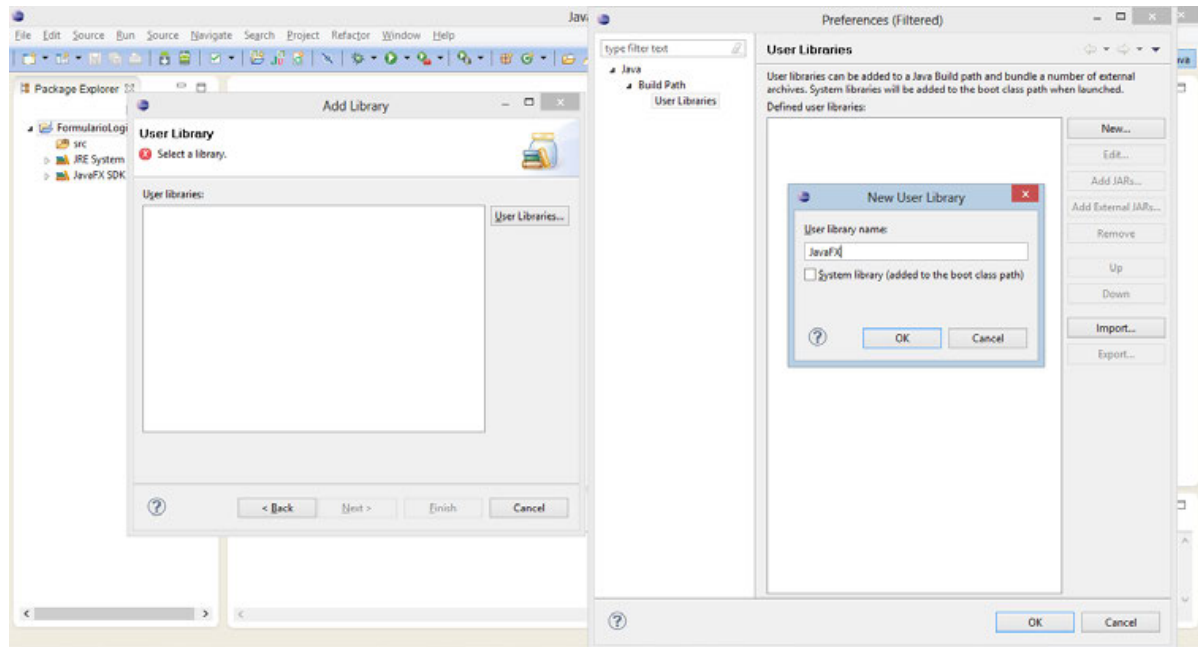 Java
File Edit Source Run Source Navigate Search Project Refactor Window Help
Package Explorer
FormularioLogi
src
JRE System
JavaFX SDK
Add Library
User Library
Select a library.
User libraries:
User Libraries...
< Back
Next >
Finish
Cancel
Preferences (Filtered)
type filter text
Java
Build Path
User Libraries
User Libraries
User libraries can be added to a Java Build path and bundle a number of external
archives. System libraries will be added to the boot class path when launched.
Defined user libraries:
New...
Edit...
Add JARs...
Add External JARs...
Remove
Up
Down
Import...
Export...
New User Library
User library name:
JavaFX
System library (added to the boot class path)
OK
Cancel
OK
Cancel